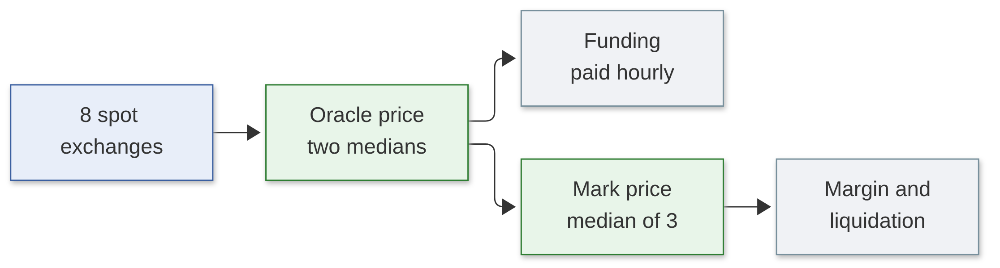 8 spot
exchanges
Oracle price
two medians
Funding
paid hourly
Mark price
median of 3
Margin and
liquidation